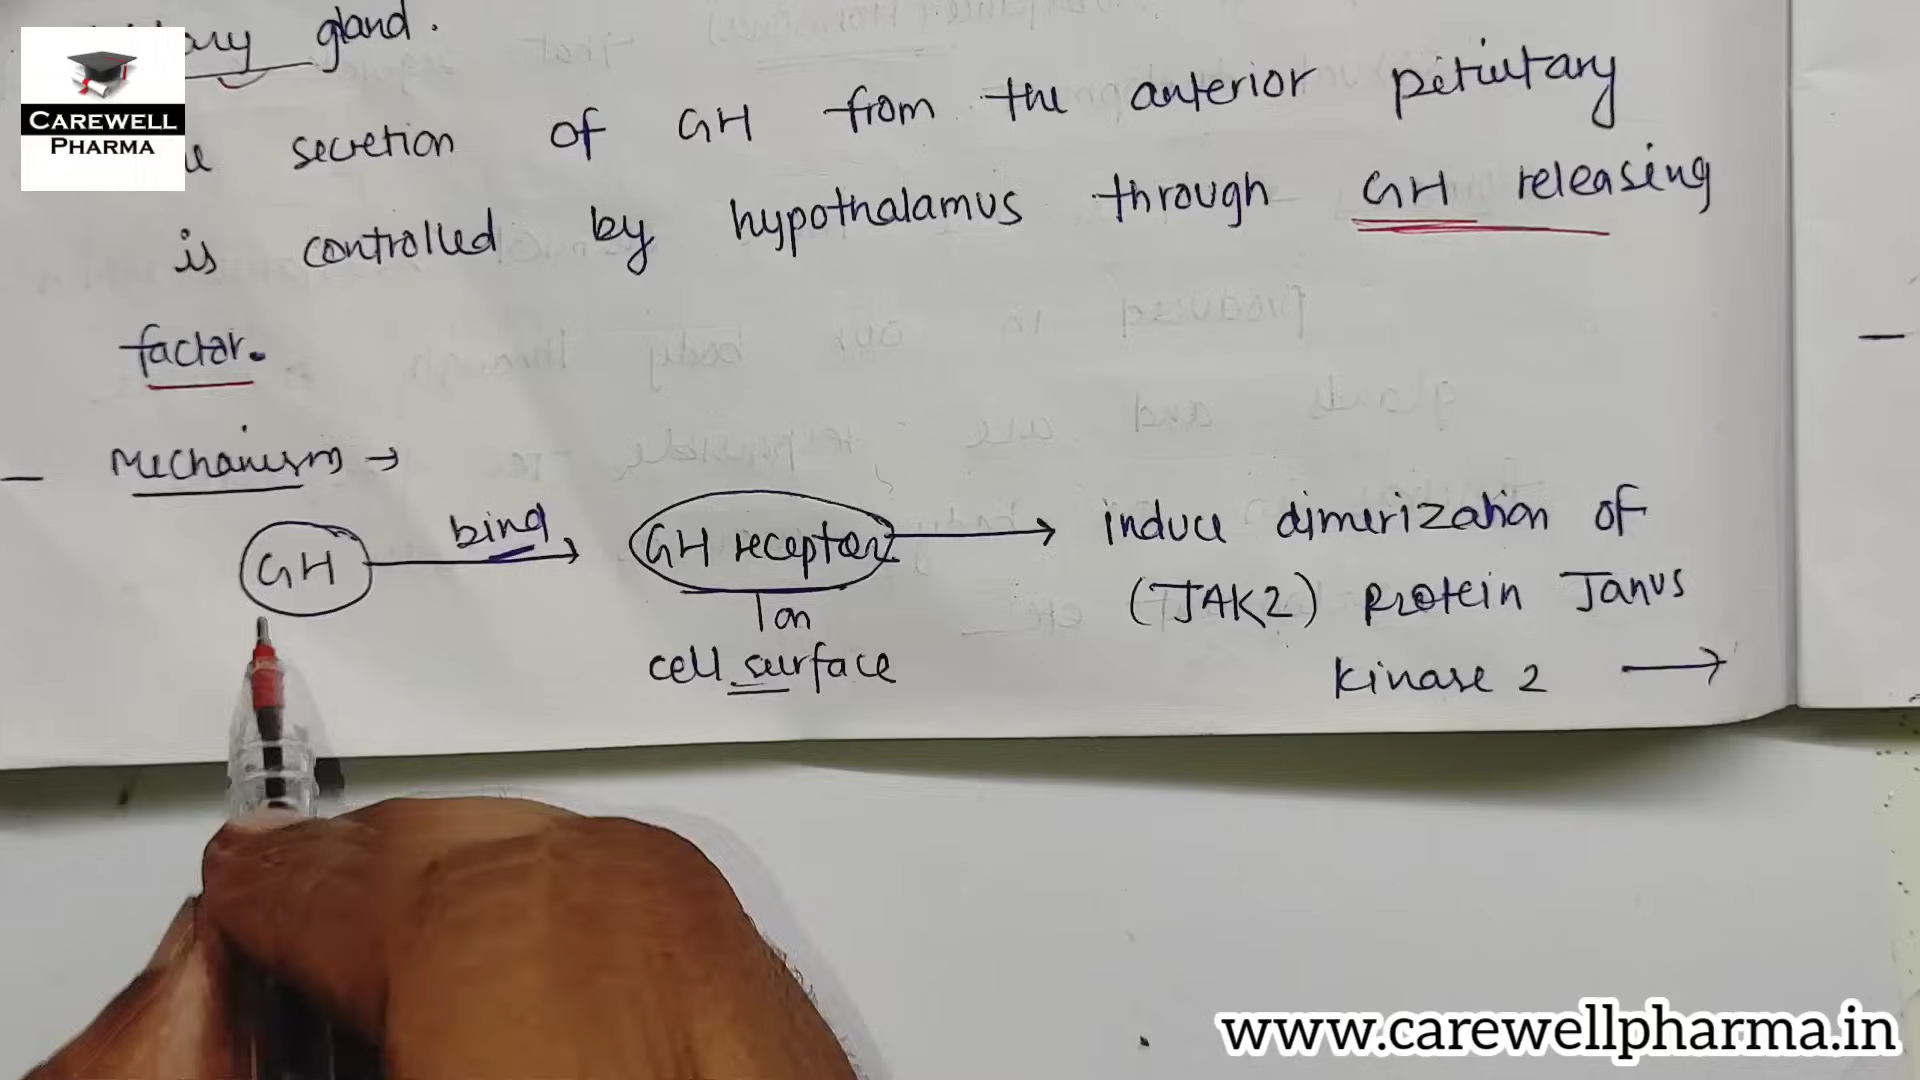 gland.
CAREWELL
PHARMA
secretion of GH from the anterior pituitary
is controlled by hypothalamus through GH releasing
factor.
Mechanism →
GH bind → GH receptor → induce dimerization of
on (JAK2) protein Janus
cell surface kinase 2 →
www.carewellpharma.in